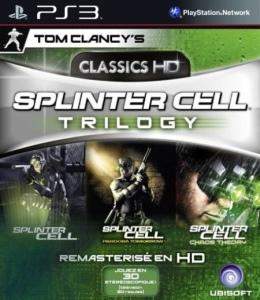 PS3
PlayStation Network
TOM CLANCY'S
CLASSICS HD
SPLINTER CELL
TRILOGY
SPLINTER CELL
SPLINTER CELL
PANDORA TOMORROW
SPLINTER CELL
CHAOS THEORY
REMASTERISÉ EN HD
JOUEZ EN
3D
STÉRÉOSCOPIQUE!
UBISOFT